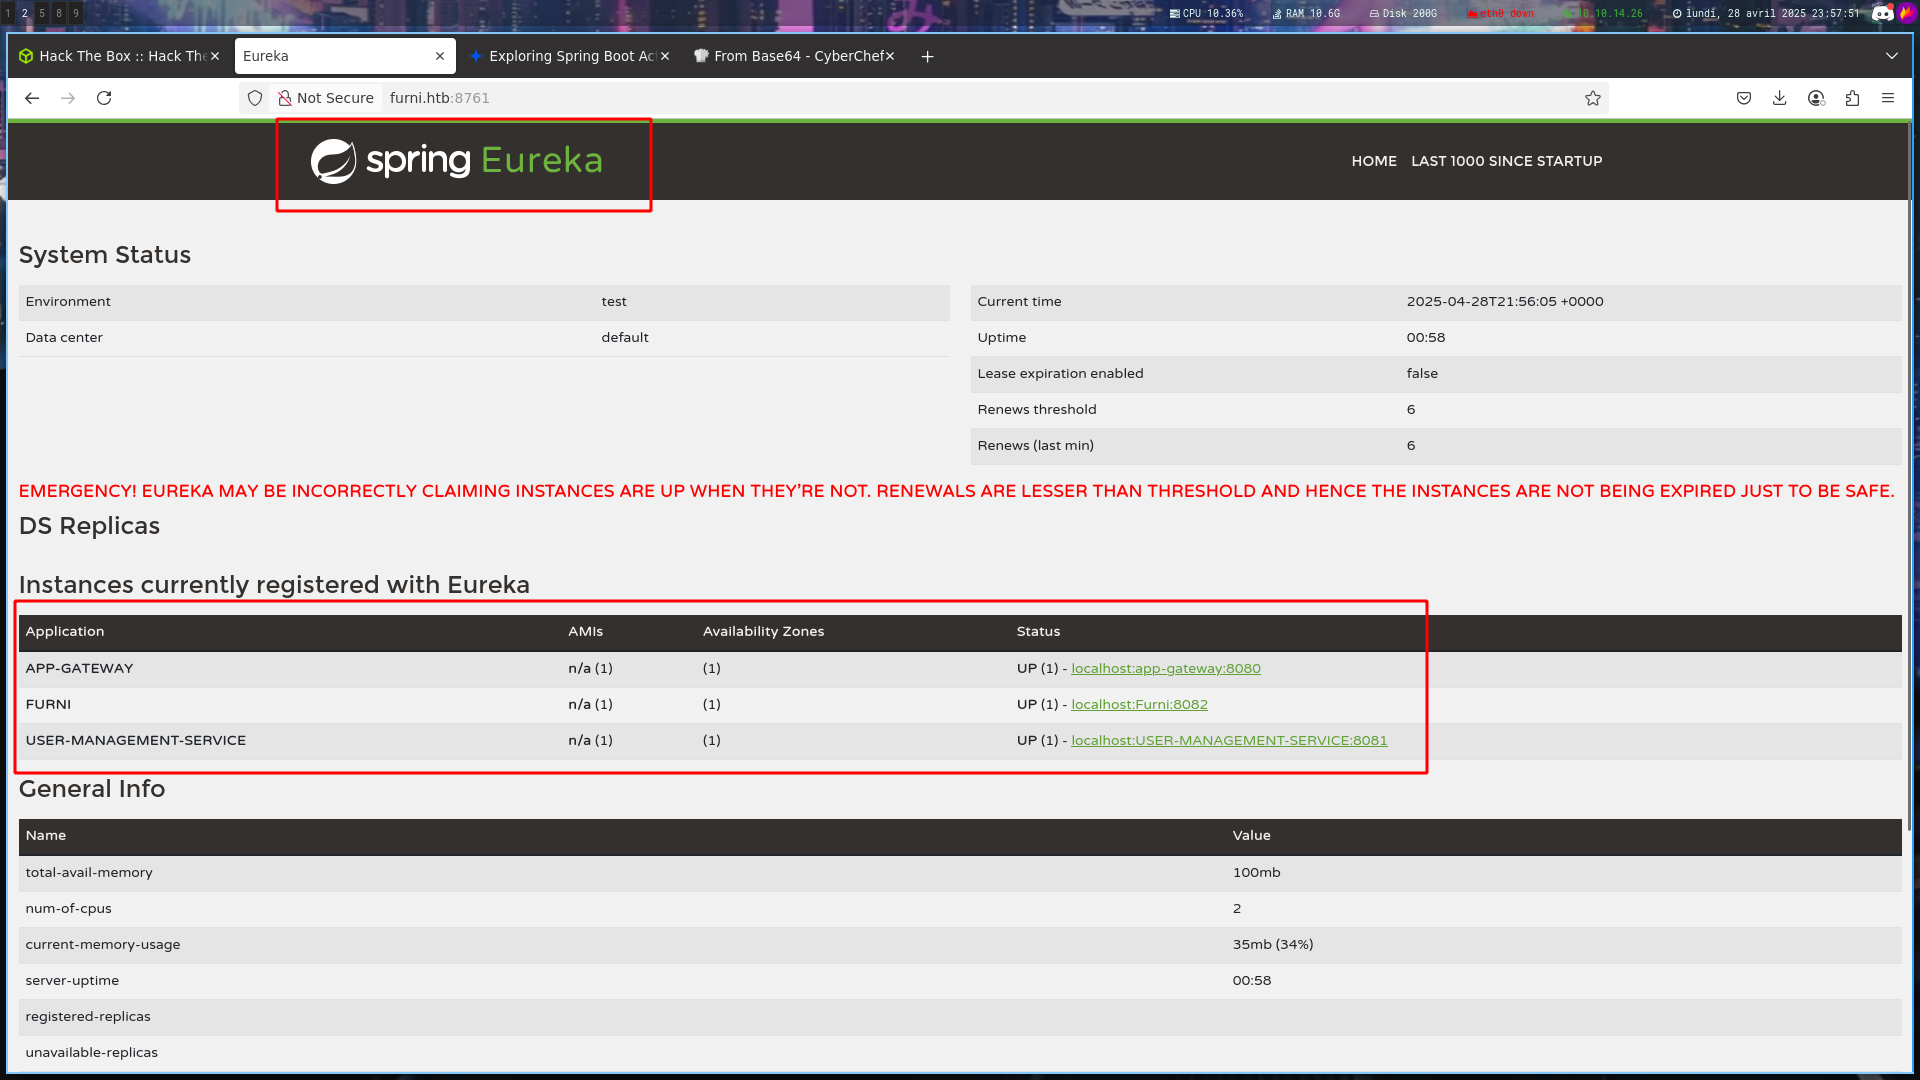 1 2 5 8 9 CPU 10.36% RAM 10.6G Disk 200G eth0 down 10.10.14.26 lundi, 28 avril 2025 23:57:51
Hack The Box :: Hack The Eureka Exploring Spring Boot Ac From Base64 - CyberChef
Not Secure furni.htb:8761
spring Eureka HOME LAST 1000 SINCE STARTUP
System Status
Environment test
Data center default
Current time 2025-04-28T21:56:05 +0000
Uptime 00:58
Lease expiration enabled false
Renews threshold 6
Renews (last min) 6
EMERGENCY! EUREKA MAY BE INCORRECTLY CLAIMING INSTANCES ARE UP WHEN THEY'RE NOT. RENEWALS ARE LESSER THAN THRESHOLD AND HENCE THE INSTANCES ARE NOT BEING EXPIRED JUST TO BE SAFE.
DS Replicas
Instances currently registered with Eureka
Application AMIs Availability Zones Status
APP-GATEWAY n/a (1) (1) UP (1) - localhost:app-gateway:8080
FURNI n/a (1) (1) UP (1) - localhost:Furni:8082
USER-MANAGEMENT-SERVICE n/a (1) (1) UP (1) - localhost:USER-MANAGEMENT-SERVICE:8081
General Info
Name Value
total-avail-memory 100mb
num-of-cpus 2
current-memory-usage 35mb (34%)
server-uptime 00:58
registered-replicas
unavailable-replicas